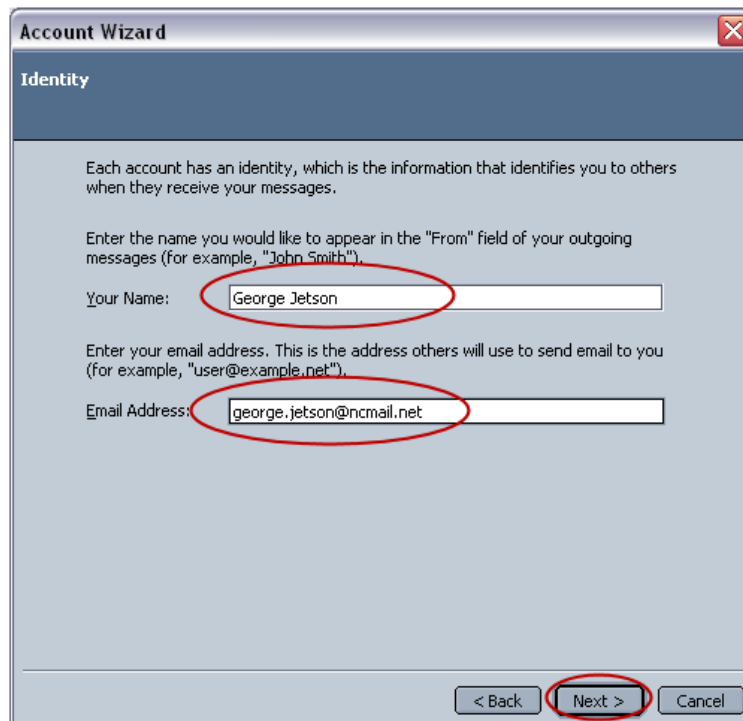 Account Wizard
Identity
Each account has an identity, which is the information that identifies you to others
when they receive your messages.
Enter the name you would like to appear in the "From" field of your outgoing
messages (for example, "John Smith").
Your Name: George Jetson
Enter your email address. This is the address others will use to send email to you
(for example, "user@example.net").
Email Address: george.jetson@ncmail.net
< Back Next > Cancel